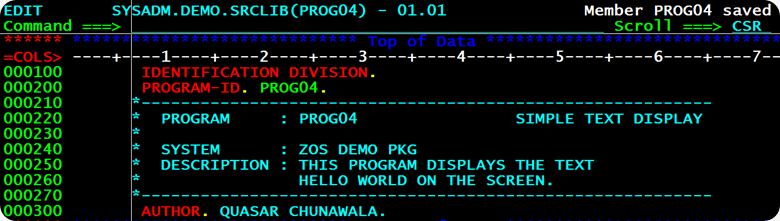 EDIT       SYSADM.DEMO.SRCLIB(PROG04) - 01.01              Member PROG04 saved
Command ===>                                                  Scroll ===> CSR
****** *************************** Top of Data ******************************
=COLS> ----+----1----+----2----+----3----+----4----+----5----+----6----+----7--
000100        IDENTIFICATION DIVISION.
000200        PROGRAM-ID. PROG04.
000210       *----------------------------------------------------------
000220       *  PROGRAM     : PROG04                SIMPLE TEXT DISPLAY
000230       *
000240       *  SYSTEM      : ZOS DEMO PKG
000250       *  DESCRIPTION : THIS PROGRAM DISPLAYS THE TEXT
000260       *                HELLO WORLD ON THE SCREEN.
000270       *----------------------------------------------------------
000300        AUTHOR. QUASAR CHUNAWALA.